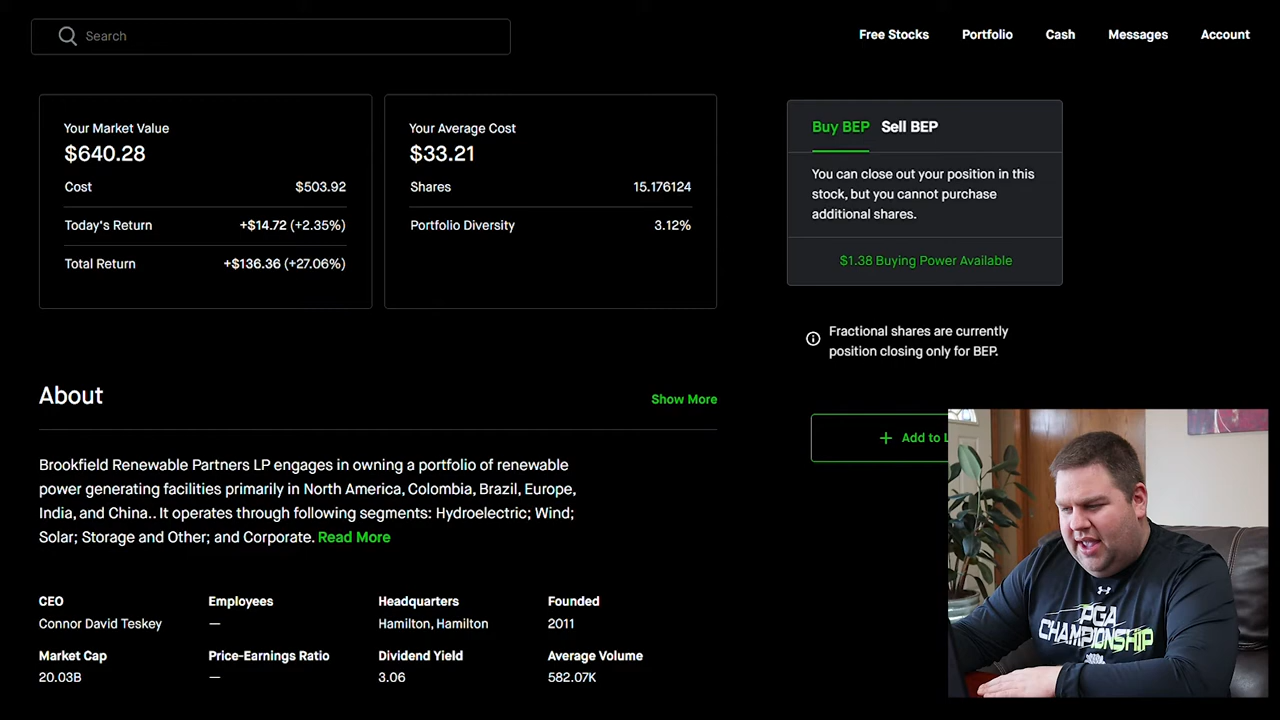 Search
Free Stocks Portfolio Cash Messages Account
Your Market Value
$640.28
Cost $503.92
Today's Return +$14.72 (+2.35%)
Total Return +$136.36 (+27.06%)
Your Average Cost
$33.21
Shares 15.176124
Portfolio Diversity 3.12%
Buy BEP Sell BEP
You can close out your position in this
stock, but you cannot purchase
additional shares.
$1.38 Buying Power Available
Fractional shares are currently
position closing only for BEP.
+ Add to L
About Show More
Brookfield Renewable Partners LP engages in owning a portfolio of renewable
power generating facilities primarily in North America, Colombia, Brazil, Europe,
India, and China.. It operates through following segments: Hydroelectric; Wind;
Solar; Storage and Other; and Corporate. Read More
CEO Employees Headquarters Founded
Connor David Teskey — Hamilton, Hamilton 2011
Market Cap Price-Earnings Ratio Dividend Yield Average Volume
20.03B — 3.06 582.07K
PGA
CHAMPIONSHIP